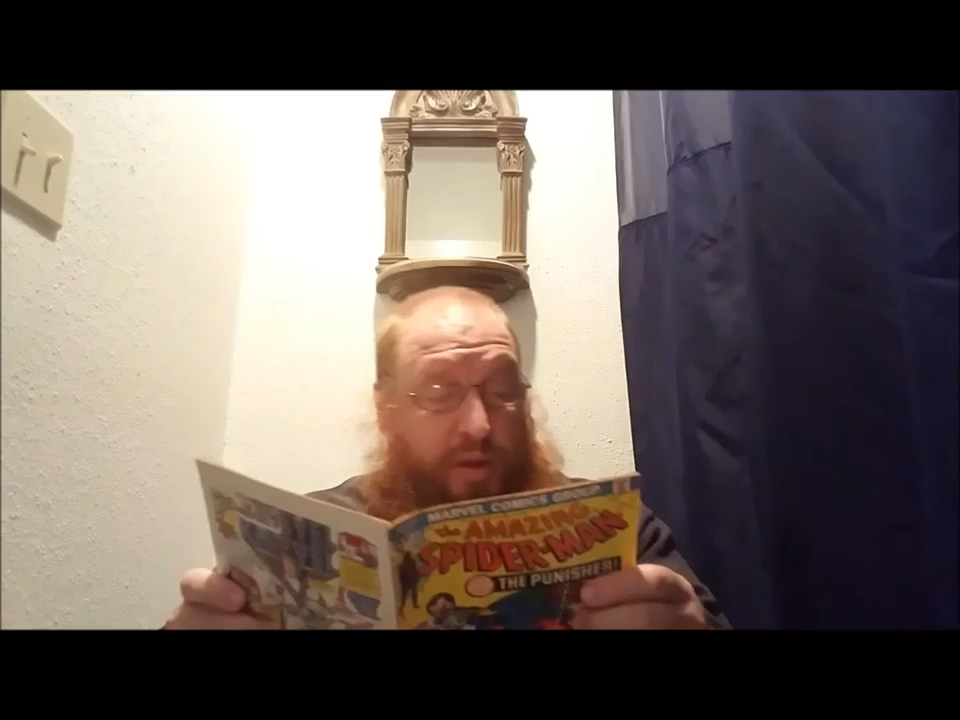 MARVEL COMICS GROUP
THE AMAZING
SPIDER-MAN
THE PUNISHER!